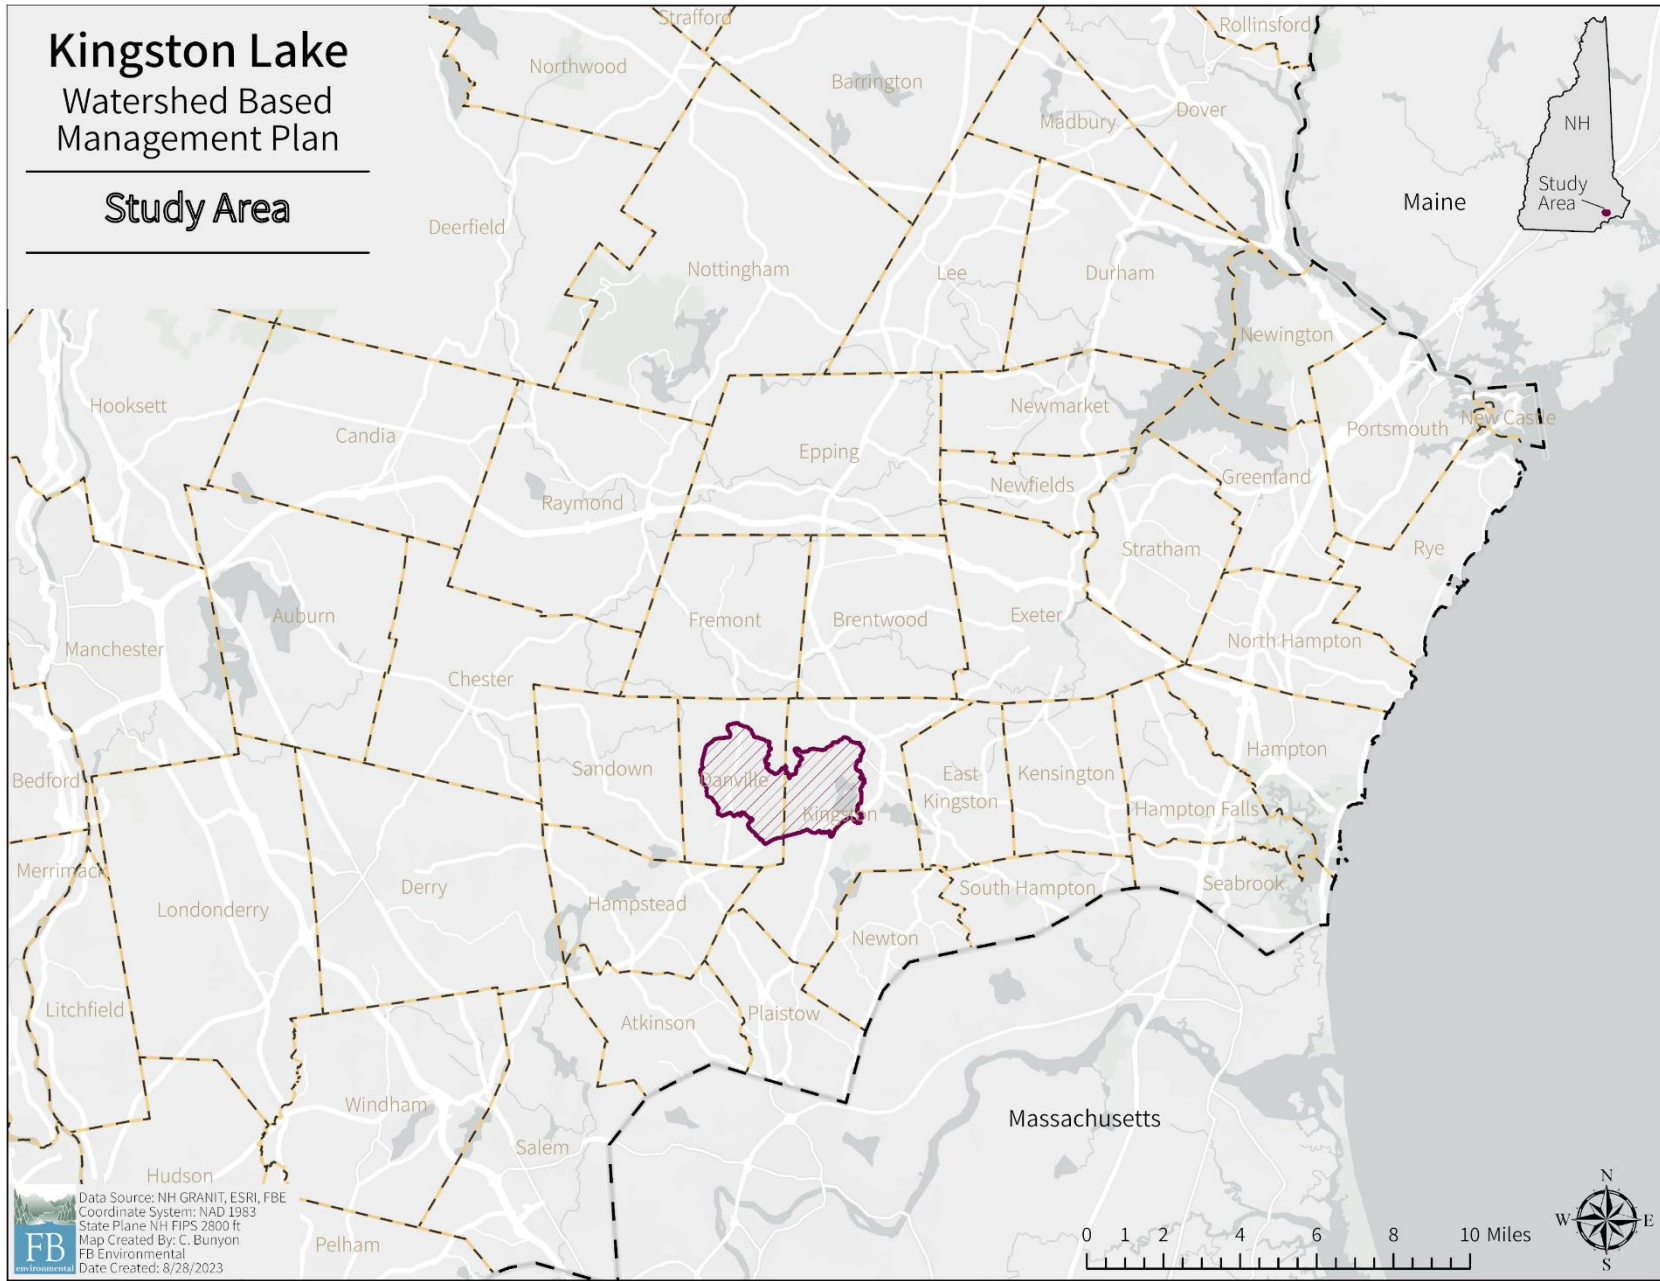 Kingston Lake
Watershed Based
Management Plan
Study Area
Strafford
Rollinsford
Northwood
Barrington
Dover
Madbury
NH
Study
Area
Maine
Deerfield
Nottingham
Lee
Durham
Newington
Hooksett
Candia
Newmarket
New Castle
Portsmouth
Epping
Raymond
Newfields
Greenland
Stratham
Rye
Auburn
Fremont
Brentwood
Exeter
Manchester
North Hampton
Chester
Hampton
Bedford
Sandown
Danville
East
Kingston
Kensington
Kingston
Hampton Falls
Merrimack
Derry
South Hampton
Seabrook
Londonderry
Hampstead
Newton
Litchfield
Atkinson
Plaistow
Windham
Massachusetts
Salem
Hudson
Pelham
Data Source: NH GRANIT, ESRI, FBE
Coordinate System: NAD 1983
State Plane NH FIPS 2800 ft
Map Created By: C. Bunyon
FB Environmental
Date Created: 8/28/2023
FB
environmental
0 1 2 4 6 8 10 Miles
N
W E
S